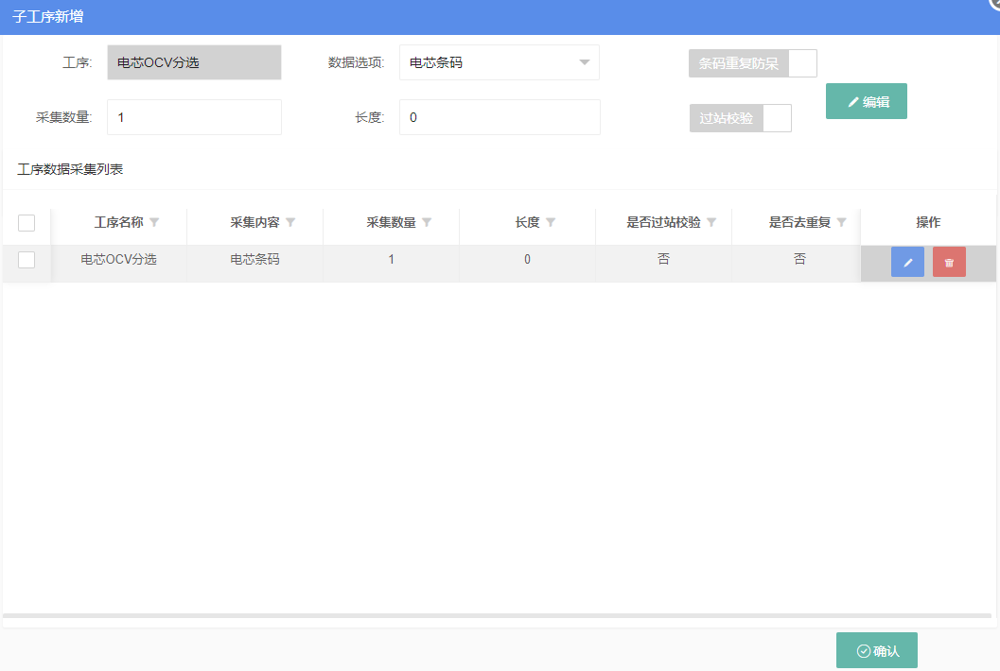 子工序新增
工序: 电芯OCV分选 数据选项: 电芯条码 条码重复防呆
编辑
采集数量: 1 长度: 0 过站校验
工序数据采集列表
工序名称 采集内容 采集数量 长度 是否过站校验 是否去重复 操作
电芯OCV分选 电芯条码 1 0 否 否
确认